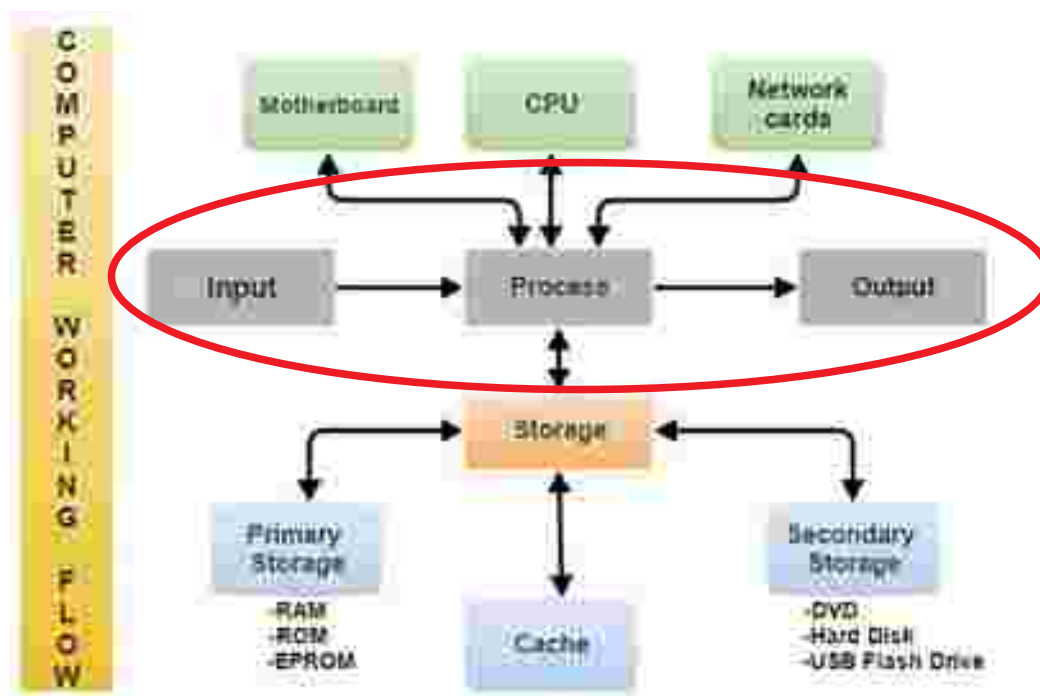 COMPUTER WORKING FLOW
Motherboard
CPU
Network
cards
Input
Process
Output
Storage
Primary
Storage
-RAM
-ROM
-EPROM
Cache
Secondary
Storage
-DVD
-Hard Disk
-USB Flash Drive